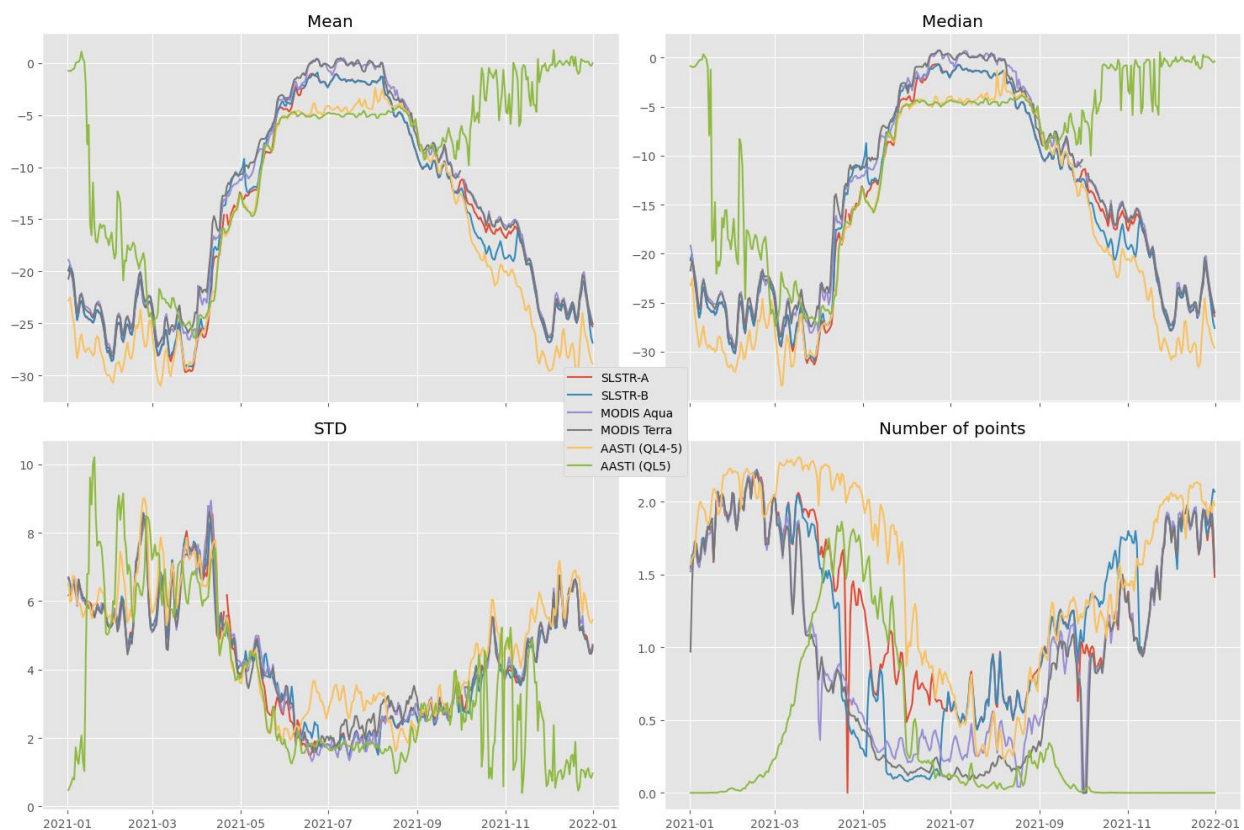 Mean
Median
0
−5
−10
−15
−20
−25
−30
0
−5
−10
−15
−20
−25
−30
SLSTR-A
SLSTR-B
MODIS Aqua
MODIS Terra
AASTI (QL4-5)
AASTI (QL5)
STD
Number of points
10
8
6
4
2
0
2.0
1.5
1.0
0.5
0.0
2021-01 2021-03 2021-05 2021-07 2021-09 2021-11 2022-01
2021-01 2021-03 2021-05 2021-07 2021-09 2021-11 2022-01